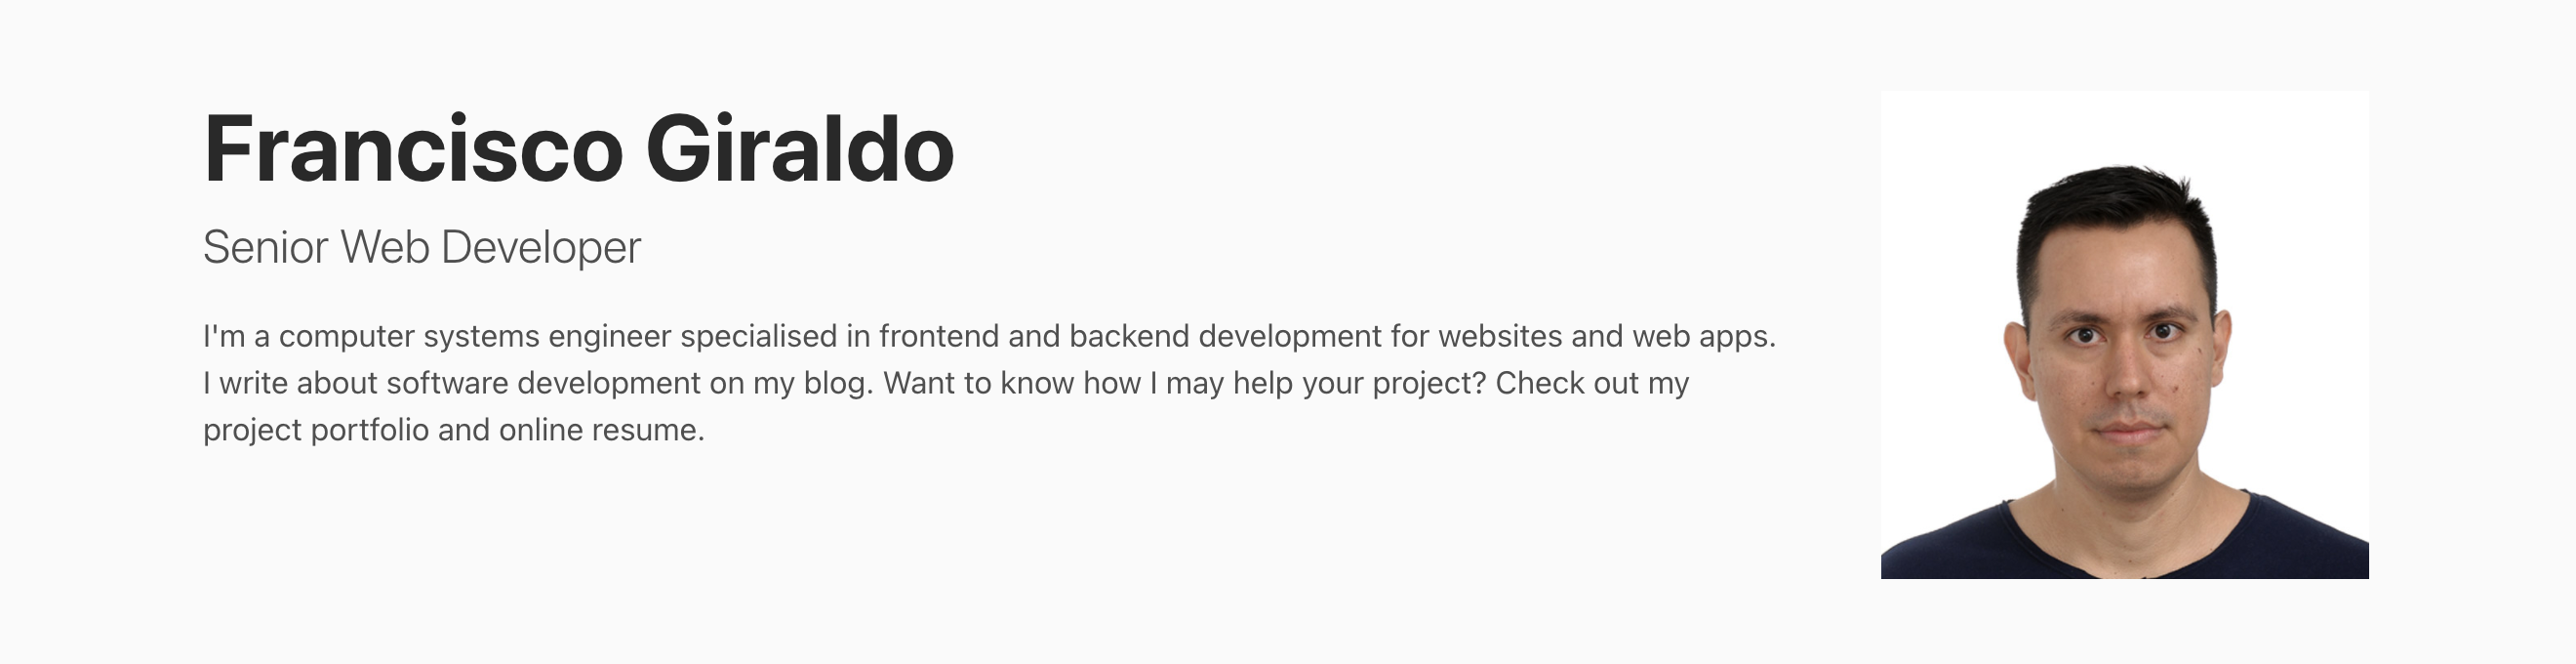 Francisco Giraldo
Senior Web Developer
I'm a computer systems engineer specialised in frontend and backend development for websites and web apps.
I write about software development on my blog. Want to know how I may help your project? Check out my
project portfolio and online resume.